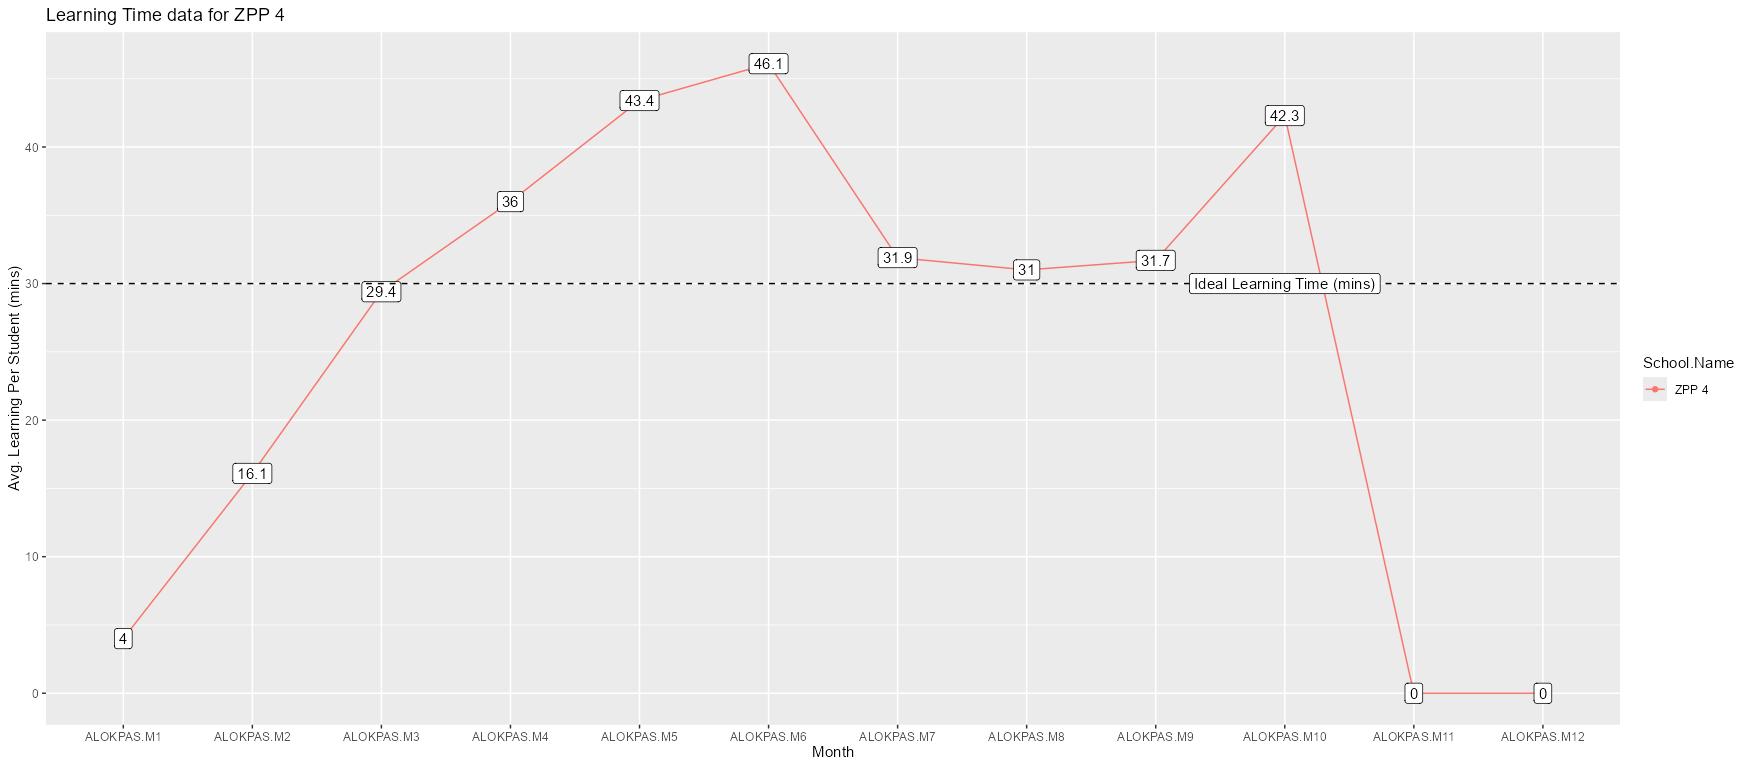 Learning Time data for ZPP 4
Avg. Learning Per Student (mins)
40
30
20
10
0
4
16.1
29.4
36
43.4
46.1
31.9
31
31.7
42.3
0
0
Ideal Learning Time (mins)
ALOKPAS.M1 ALOKPAS.M2 ALOKPAS.M3 ALOKPAS.M4 ALOKPAS.M5 ALOKPAS.M6 ALOKPAS.M7 ALOKPAS.M8 ALOKPAS.M9 ALOKPAS.M10 ALOKPAS.M11 ALOKPAS.M12
Month
School.Name
ZPP 4